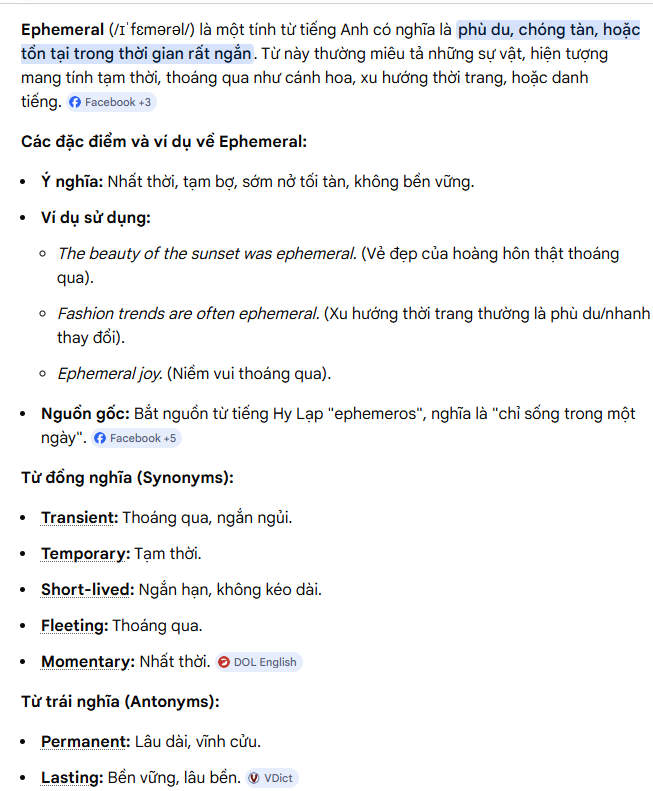 Ephemeral (/ɪˈfɛmərəl/) là một tính từ tiếng Anh có nghĩa là phù du, chóng tàn, hoặc
tồn tại trong thời gian rất ngắn. Từ này thường miêu tả những sự vật, hiện tượng
mang tính tạm thời, thoáng qua như cánh hoa, xu hướng thời trang, hoặc danh
tiếng. Facebook +3
Các đặc điểm và ví dụ về Ephemeral:
• Ý nghĩa: Nhất thời, tạm bợ, sớm nở tối tàn, không bền vững.
• Ví dụ sử dụng:
◦ The beauty of the sunset was ephemeral. (Vẻ đẹp của hoàng hôn thật thoáng
qua).
◦ Fashion trends are often ephemeral. (Xu hướng thời trang thường là phù du/nhanh
thay đổi).
◦ Ephemeral joy. (Niềm vui thoáng qua).
• Nguồn gốc: Bắt nguồn từ tiếng Hy Lạp "ephemeros", nghĩa là "chỉ sống trong một
ngày". Facebook +5
Từ đồng nghĩa (Synonyms):
• Transient: Thoáng qua, ngắn ngủi.
• Temporary: Tạm thời.
• Short-lived: Ngắn hạn, không kéo dài.
• Fleeting: Thoáng qua.
• Momentary: Nhất thời. DOL English
Từ trái nghĩa (Antonyms):
• Permanent: Lâu dài, vĩnh cửu.
• Lasting: Bền vững, lâu bền. VDict